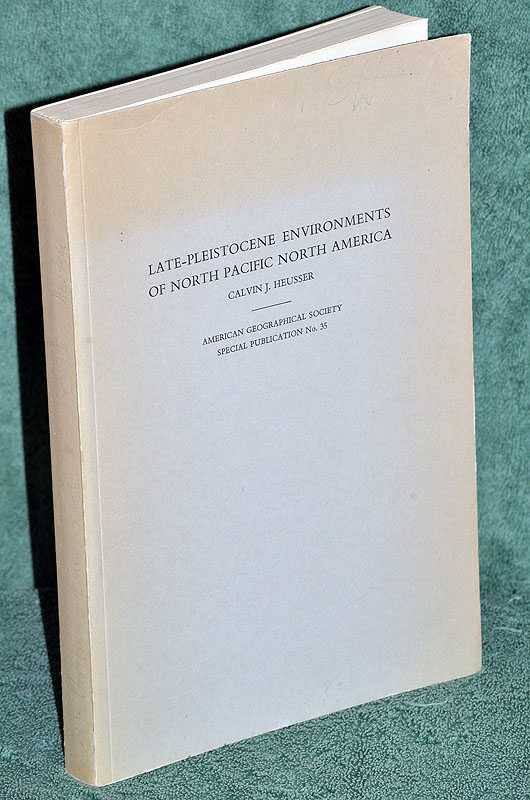 LATE-PLEISTOCENE ENVIRONMENTS
OF NORTH PACIFIC NORTH AMERICA
CALVIN J. HEUSSER
AMERICAN GEOGRAPHICAL SOCIETY
SPECIAL PUBLICATION No. 35